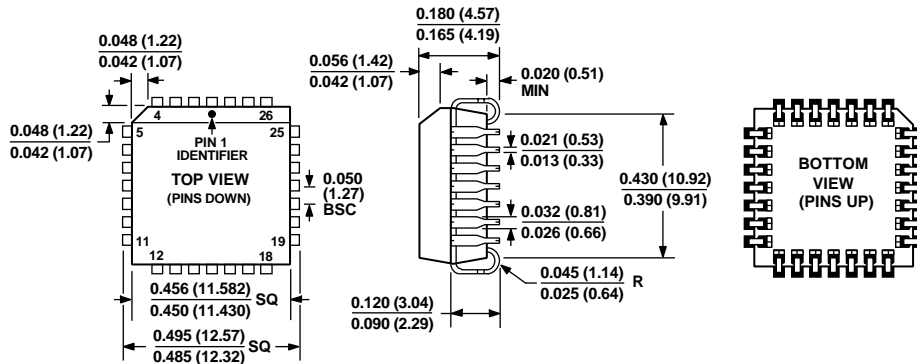 0.048 (1.22)
0.042 (1.07)
0.048 (1.22)
0.042 (1.07)
4
26
5
25
PIN 1
IDENTIFIER
TOP VIEW
(PINS DOWN)
0.050
(1.27)
BSC
11
19
12
18
0.456 (11.582)
0.450 (11.430)
SQ
0.495 (12.57)
0.485 (12.32)
SQ
0.180 (4.57)
0.165 (4.19)
0.056 (1.42)
0.042 (1.07)
0.020 (0.51)
MIN
0.021 (0.53)
0.013 (0.33)
0.430 (10.92)
0.390 (9.91)
0.032 (0.81)
0.026 (0.66)
0.045 (1.14)
0.025 (0.64)
R
0.120 (3.04)
0.090 (2.29)
BOTTOM
VIEW
(PINS UP)